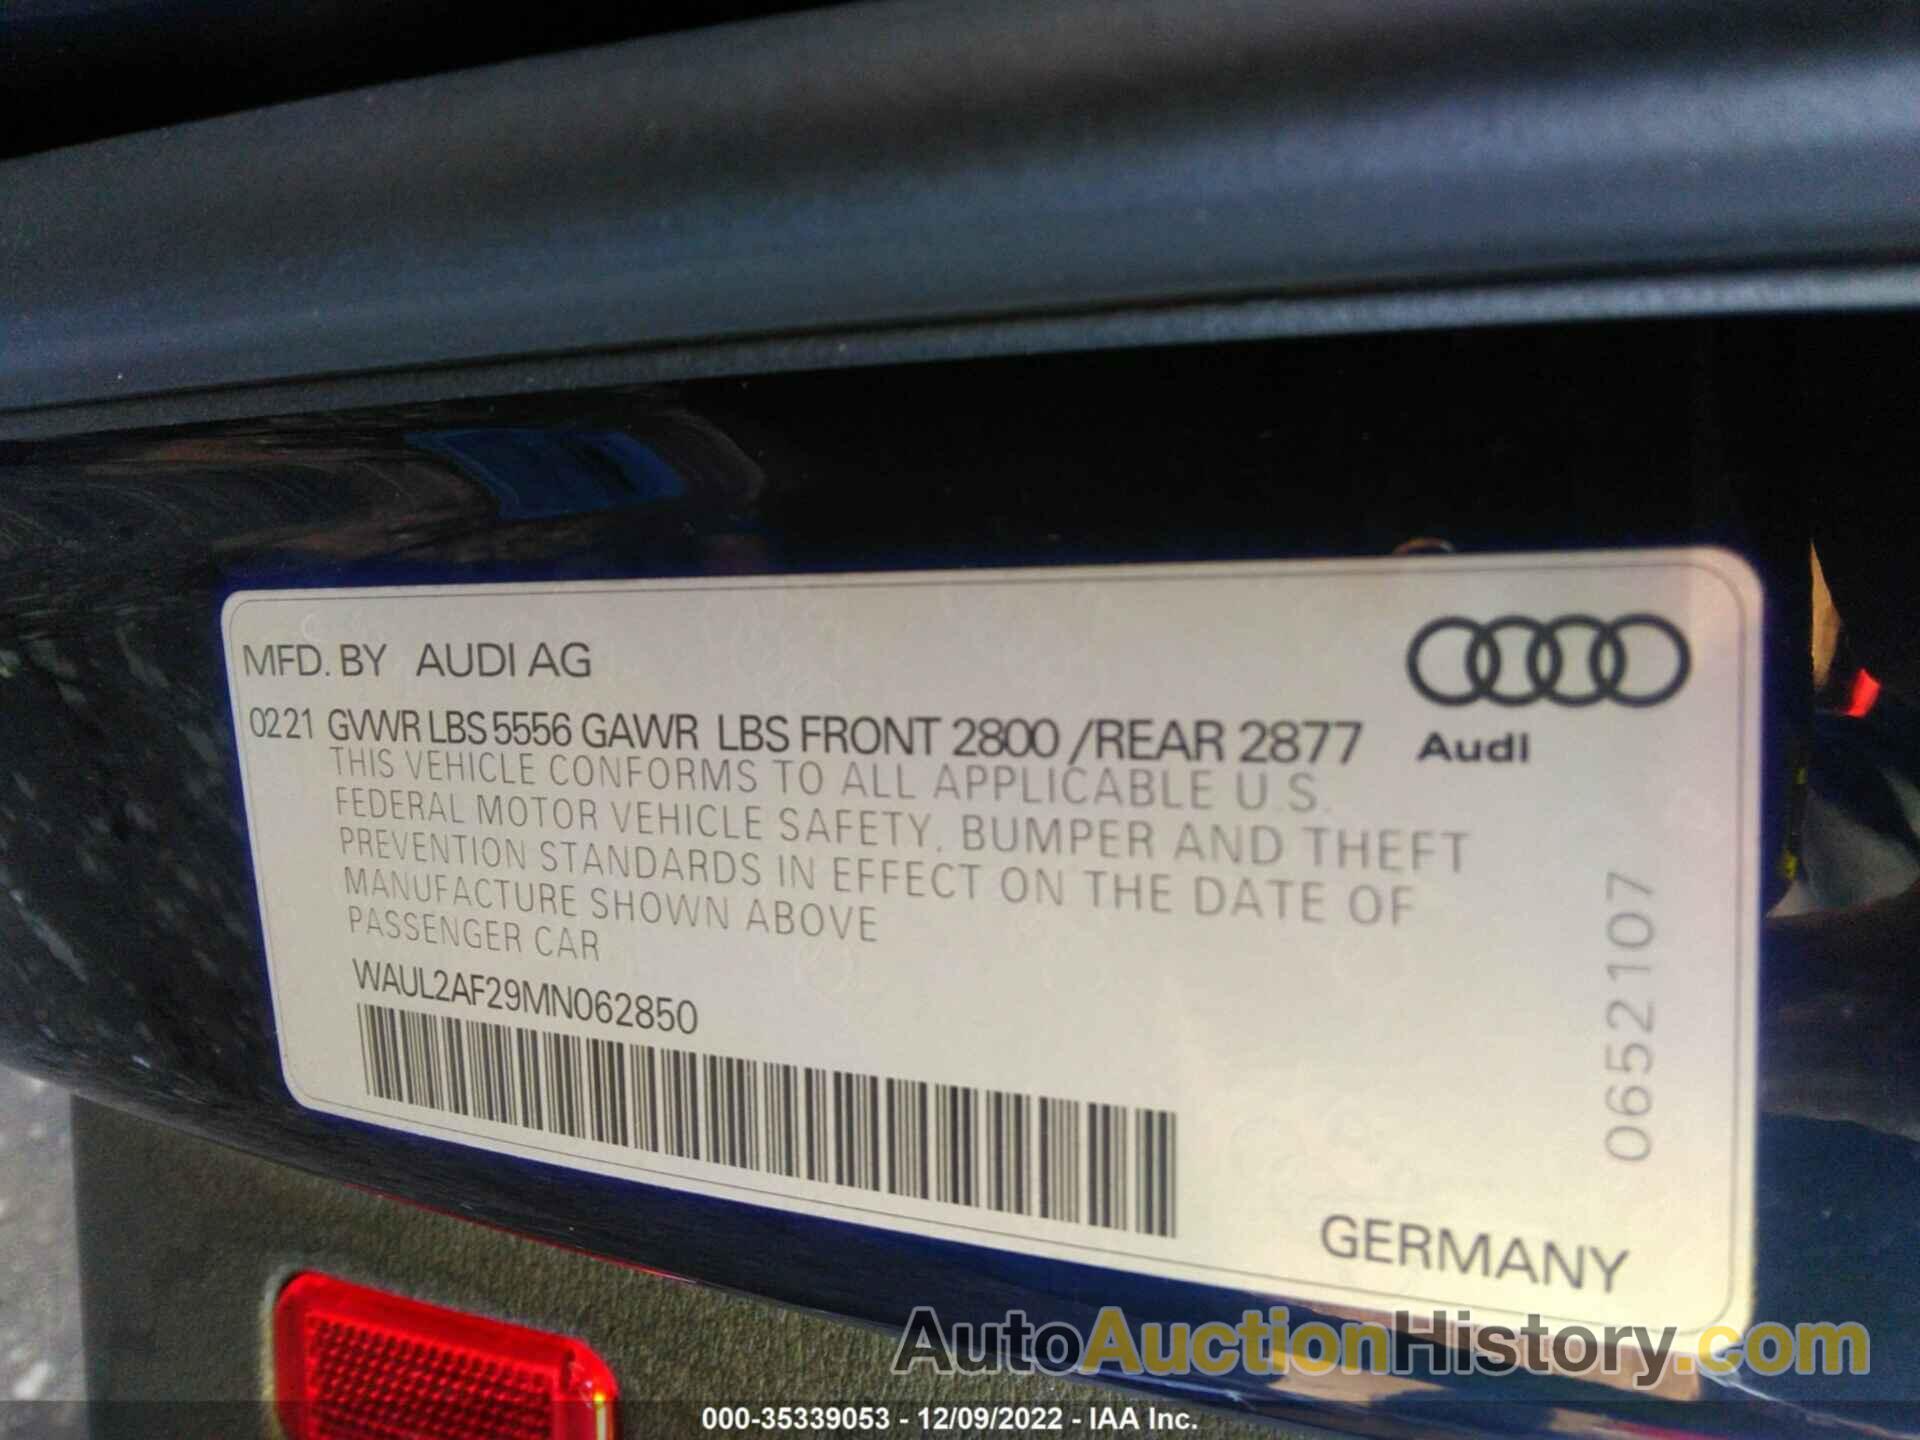 MFD. BY AUDI AG
0221 GVWR LBS 5556 GAWR LBS FRONT 2800 /REAR 2877
Audi
THIS VEHICLE CONFORMS TO ALL APPLICABLE U.S.
FEDERAL MOTOR VEHICLE SAFETY, BUMPER AND THEFT
PREVENTION STANDARDS IN EFFECT ON THE DATE OF
MANUFACTURE SHOWN ABOVE
PASSENGER CAR
WAUL2AF29MN062850
0652107
GERMANY
AutoAuctionHistory.com
000-35339053 - 12/09/2022 - IAA Inc.